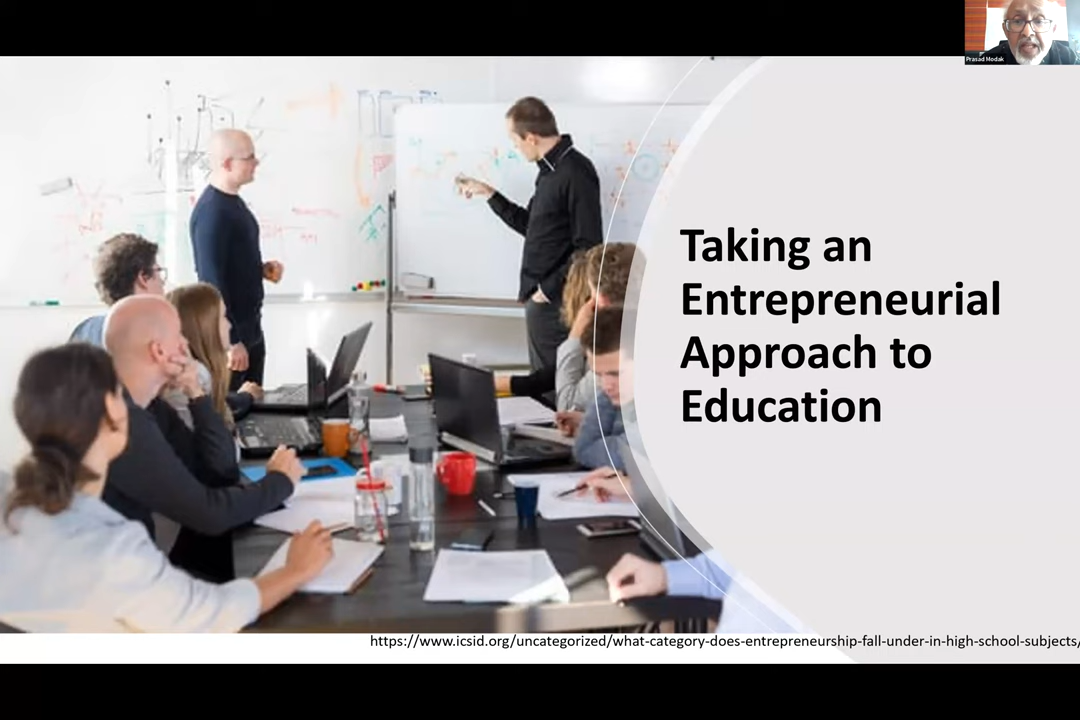 Prasad Modak
Taking an
Entrepreneurial
Approach to
Education
https://www.icsid.org/uncategorized/what-category-does-entrepreneurship-fall-under-in-high-school-subjects/